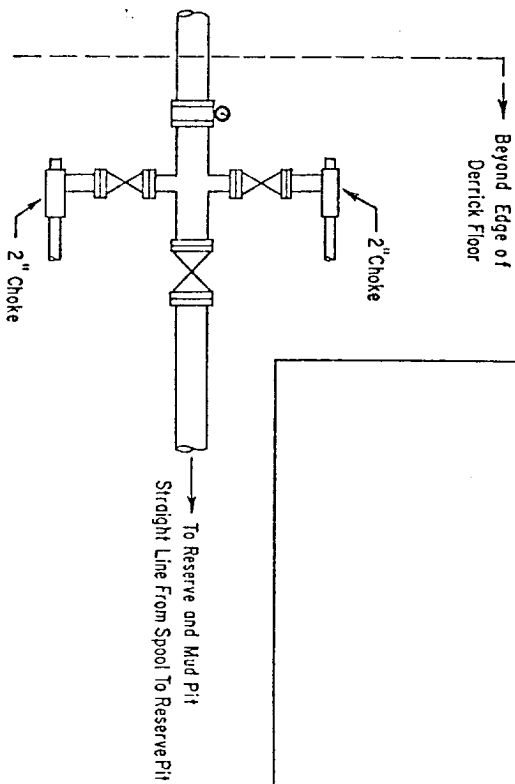 Beyond Edge of
Derrick Floor
2" Choke
2" Choke
To Reserve and Mud Pit
Straight Line From Spool To Reserve Pit